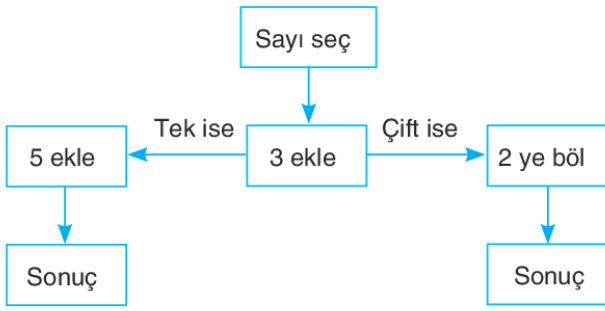 Sayı seç
Tek ise
Çift ise
5 ekle
3 ekle
2 ye böl
Sonuç
Sonuç